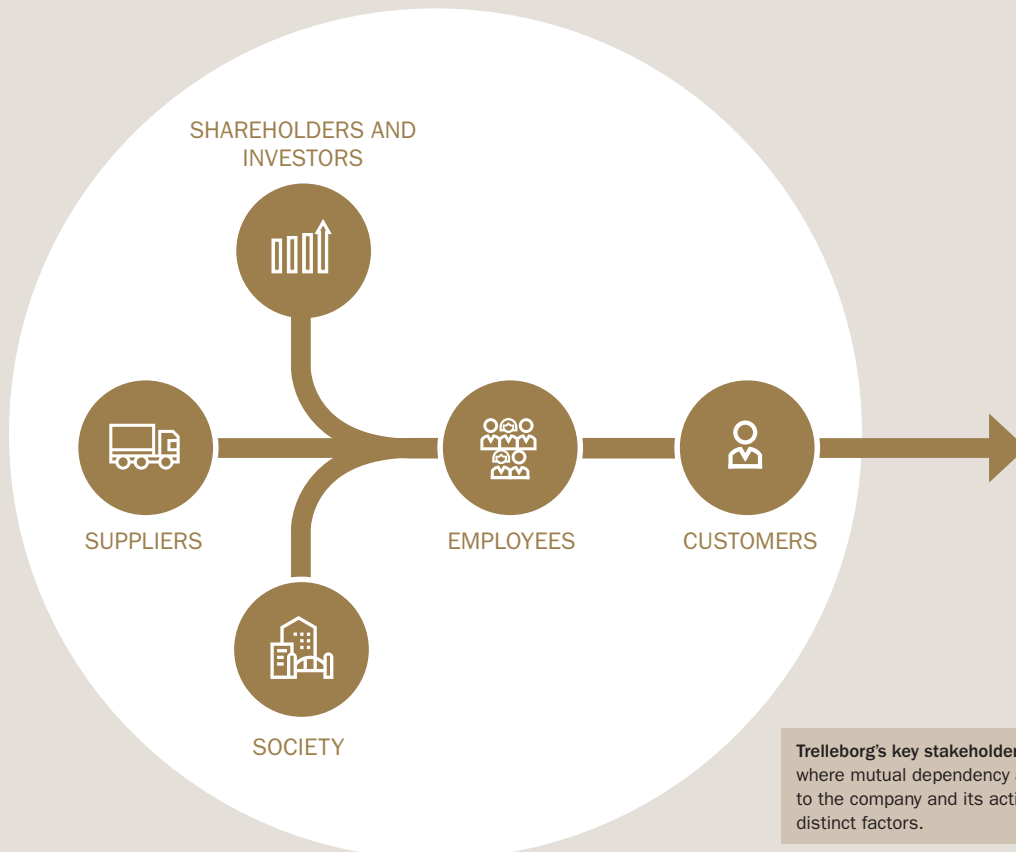 SHAREHOLDERS AND
INVESTORS
SUPPLIERS
EMPLOYEES
CUSTOMERS
SOCIETY
Trelleborg's key stakeholder
where mutual dependency
to the company and its acti
distinct factors.